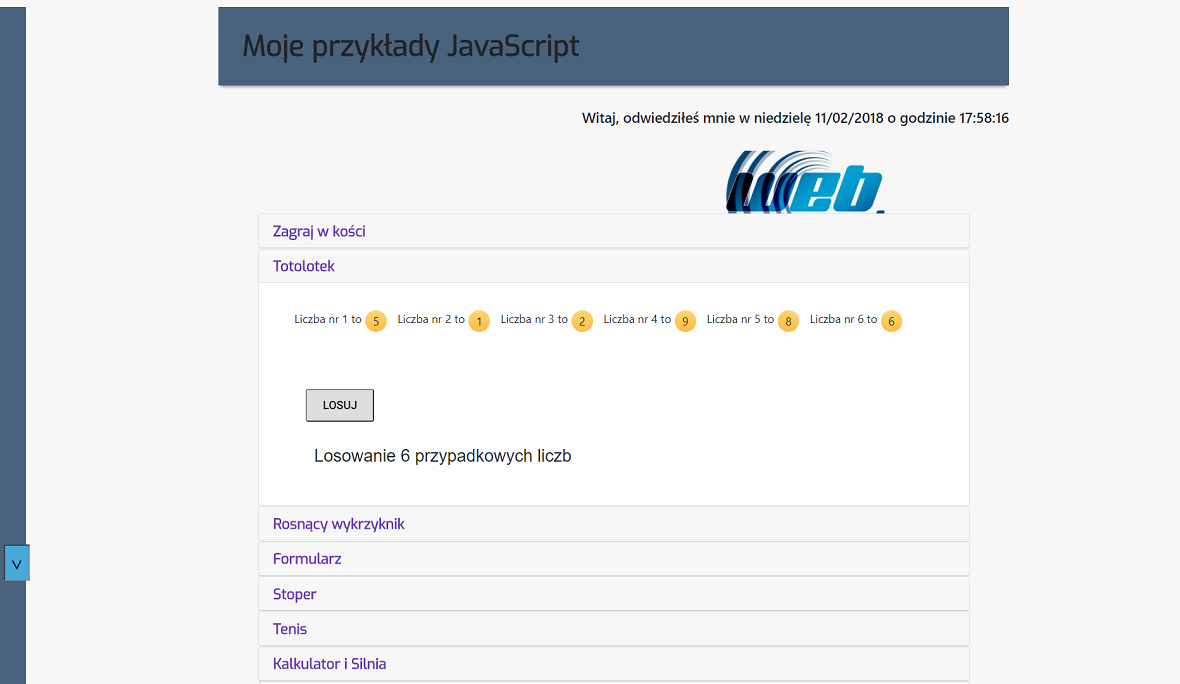 Moje przykłady JavaScript
Witaj, odwiedziłeś mnie w niedzielę 11/02/2018 o godzinie 17:58:16
web.
Zagraj w kości
Totolotek
Liczba nr 1 to 5 Liczba nr 2 to 1 Liczba nr 3 to 2 Liczba nr 4 to 9 Liczba nr 5 to 8 Liczba nr 6 to 6
LOSUJ
Losowanie 6 przypadkowych liczb
Rosnący wykrzyknik
Formularz
V
Stoper
Tenis
Kalkulator i Silnia